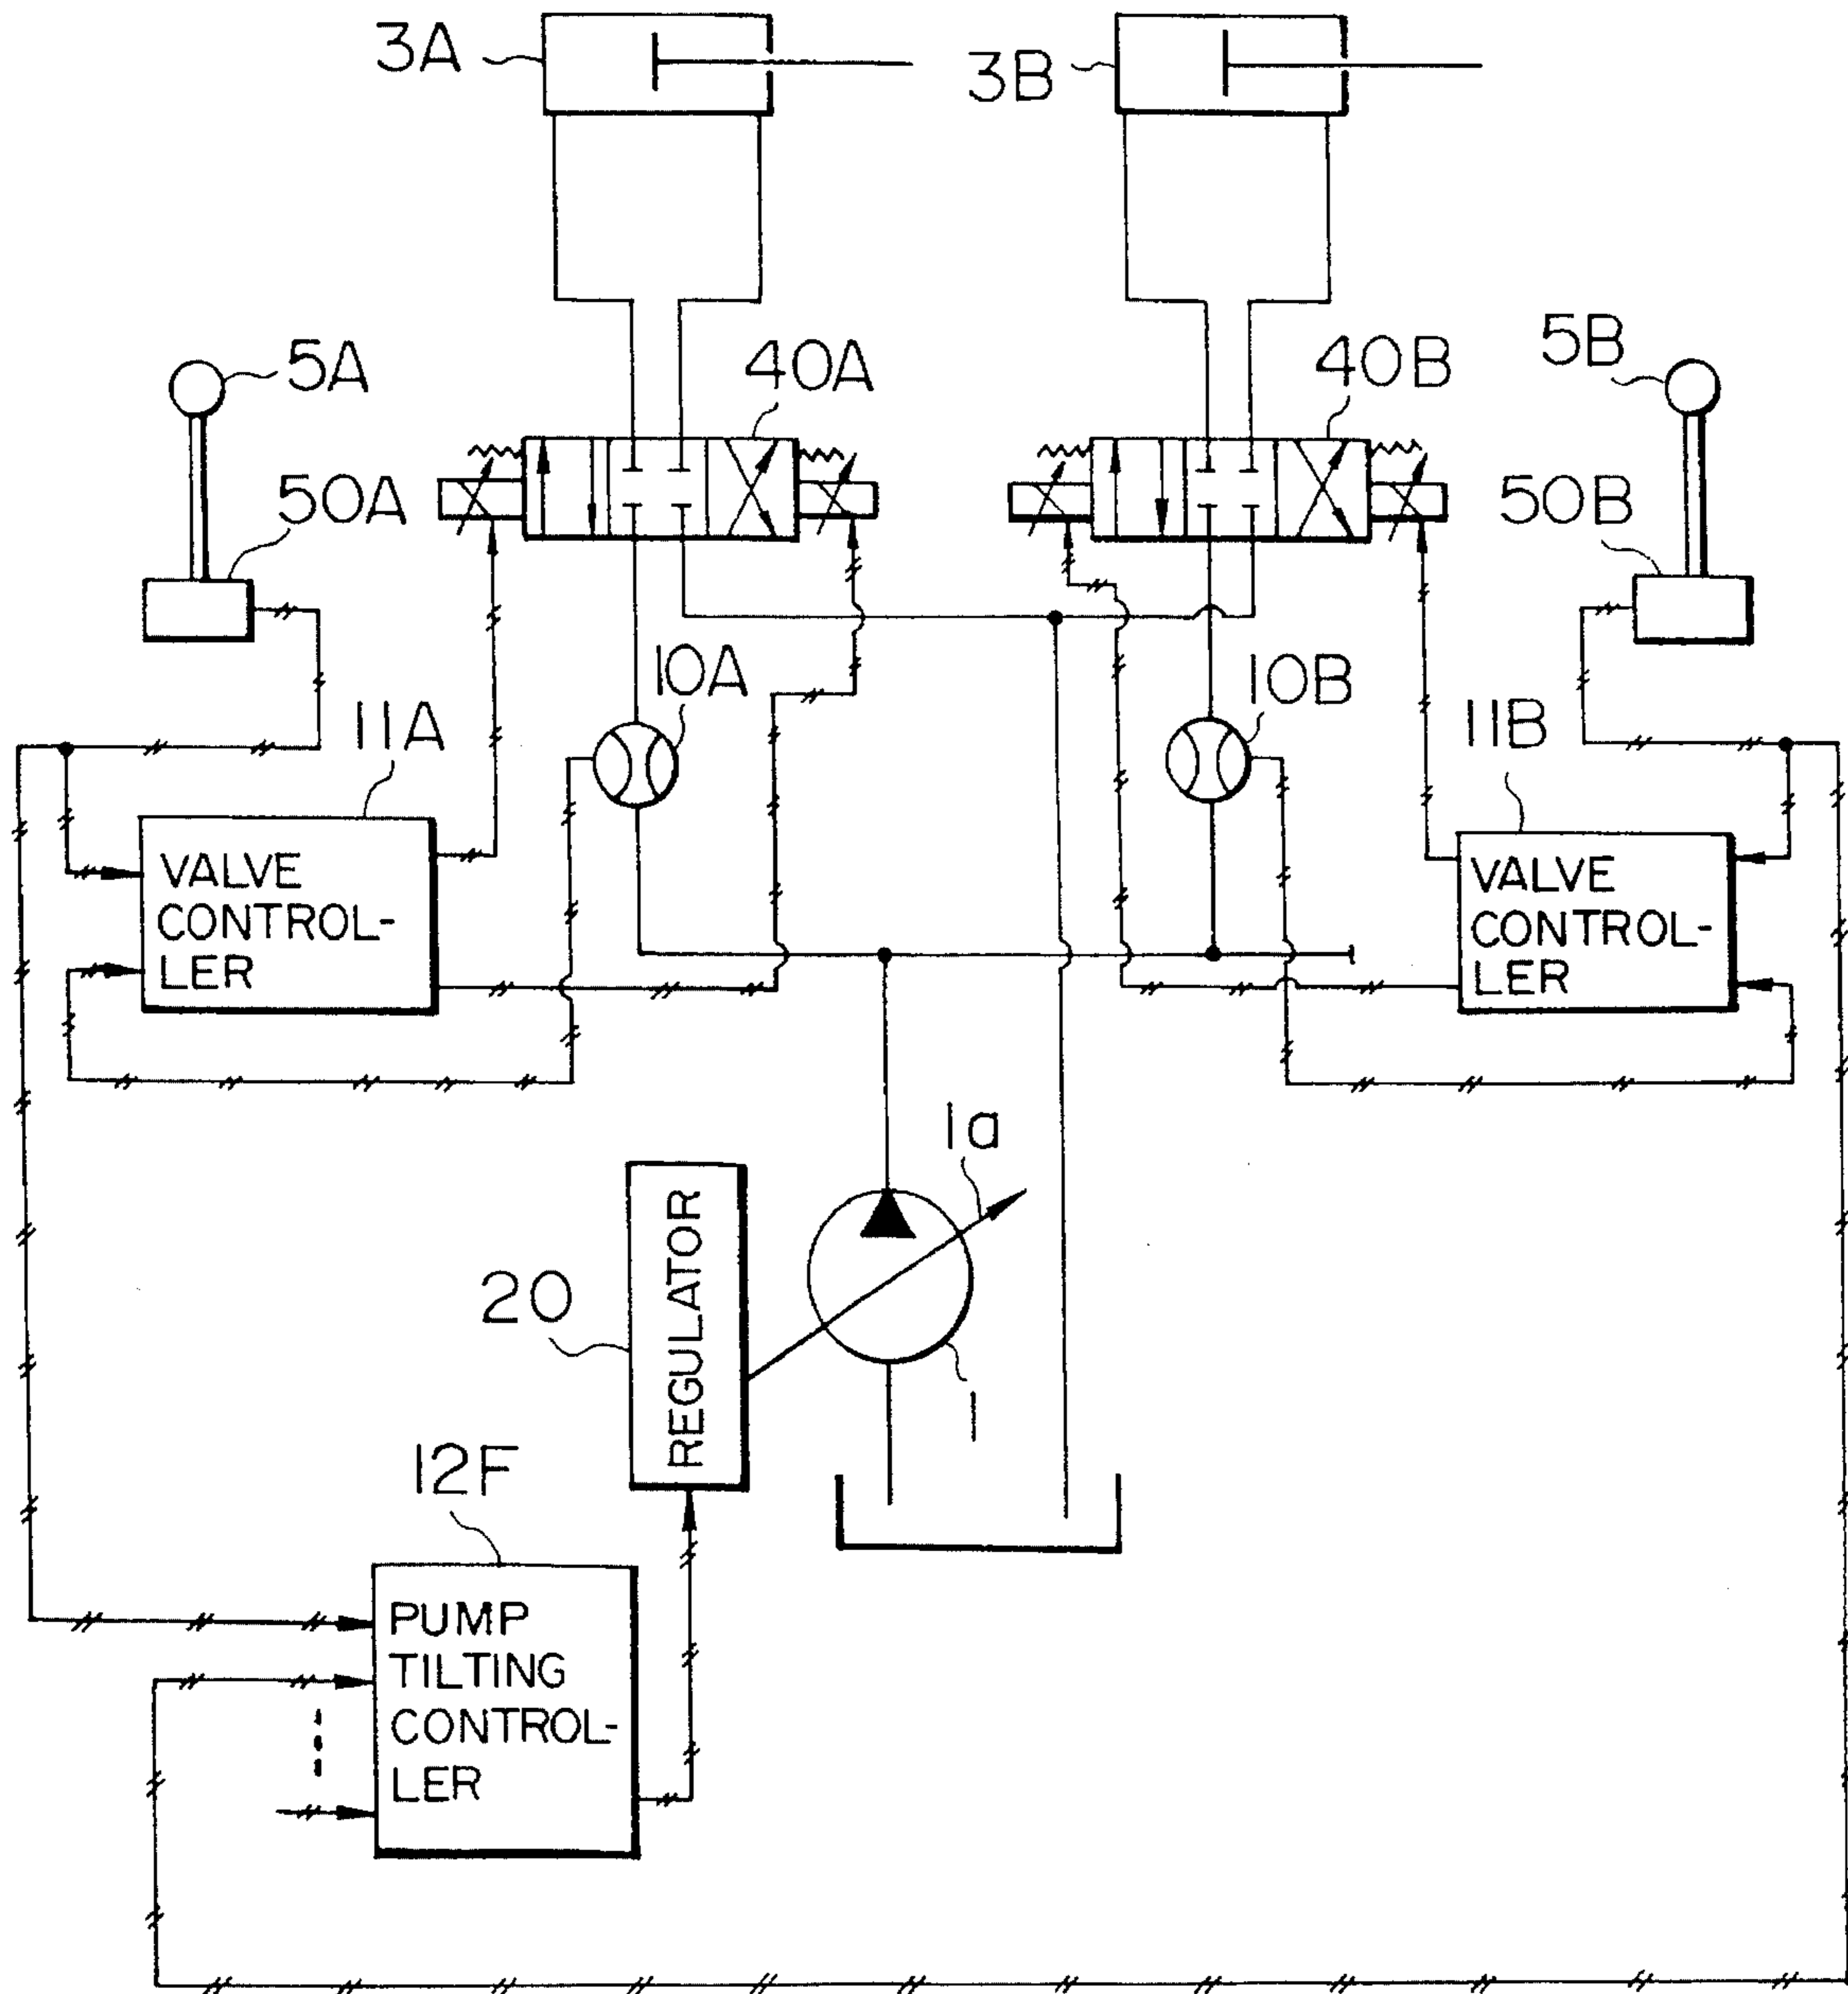 3A
3B
5A
40A
40B
5B
50A
50B
10A
10B
11A
11B
VALVE
CONTROL-
LER
VALVE
CONTROL-
LER
1a
REGULATOR
20
1
12F
PUMP
TILTING
CONTROL-
LER